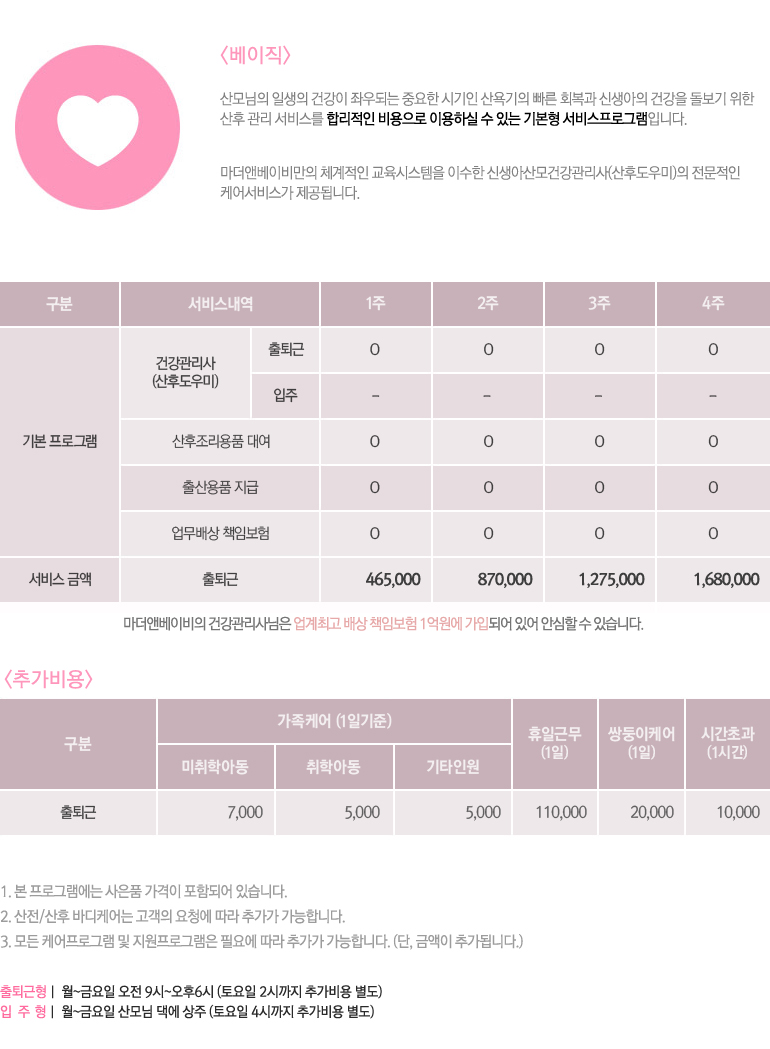 <베이직>
산모님의 일생의 건강이 좌우되는 중요한 시기인 산욕기의 빠른 회복과 신생아의 건강을 돌보기 위한
산후 관리 서비스를 합리적인 비용으로 이용하실 수 있는 기본형 서비스프로그램입니다.
마더앤베이비만의 체계적인 교육시스템을 이수한 신생아산모건강관리사(산후도우미)의 전문적인
케어서비스가 제공됩니다.
구분 서비스내역 1주 2주 3주 4주
기본 프로그램
건강관리사
(산후도우미)
출퇴근 O O O O
입주 - - - -
산후조리용품 대여 O O O O
출산용품 지급 O O O O
업무배상 책임보험 O O O O
서비스 금액 출퇴근 465,000 870,000 1,275,000 1,680,000
마더앤베이비의 건강관리사님은 업계최고 배상 책임보험 1억원에 가입되어 있어 안심할 수 있습니다.
<추가비용>
구분
가족케어 (1일기준)
미취학아동 취학아동 기타인원
휴일근무
(1일)
쌍둥이케어
(1일)
시간초과
(1시간)
출퇴근 7,000 5,000 5,000 110,000 20,000 10,000
1. 본 프로그램에는 사은품 가격이 포함되어 있습니다.
2. 산전/산후 바디케어는 고객의 요청에 따라 추가가 가능합니다.
3. 모든 케어프로그램 및 지원프로그램은 필요에 따라 추가가 가능합니다. (단, 금액이 추가됩니다.)
출퇴근형 | 월~금요일 오전 9시~오후6시 (토요일 2시까지 추가비용 별도)
입 주 형 | 월~금요일 산모님 댁에 상주 (토요일 4시까지 추가비용 별도)